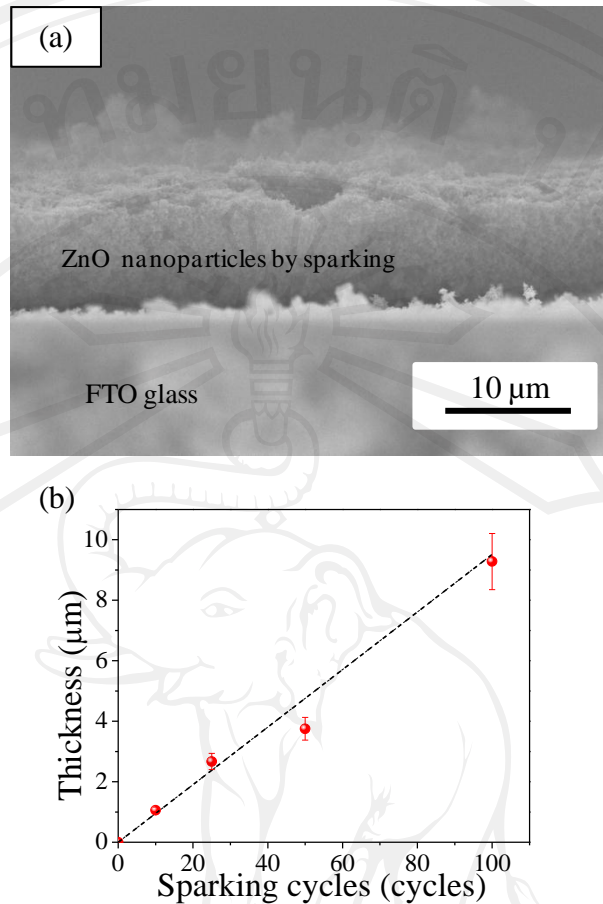 (a)
ZnO nanoparticles by sparking
FTO glass
10 µm
(b)
10
8
6
4
2
0
Thickness (µm)
0 20 40 60 80 100
Sparking cycles (cycles)